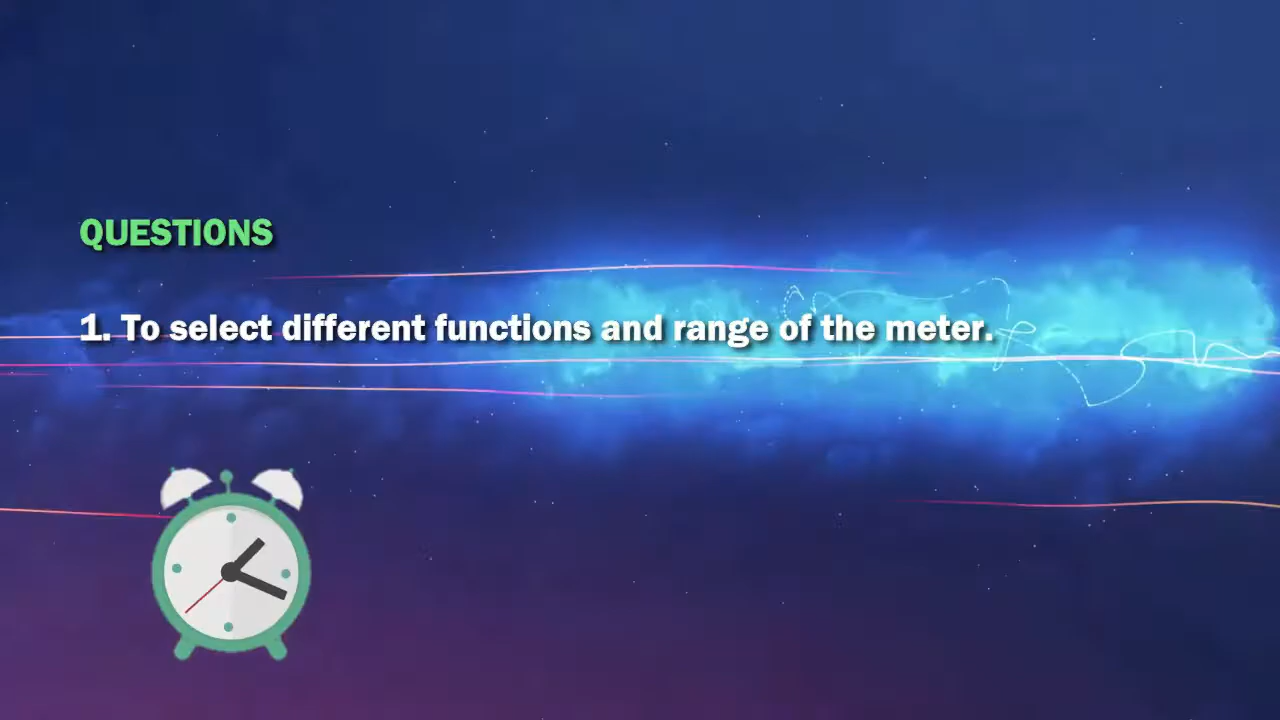 QUESTIONS
1. To select different functions and range of the meter.